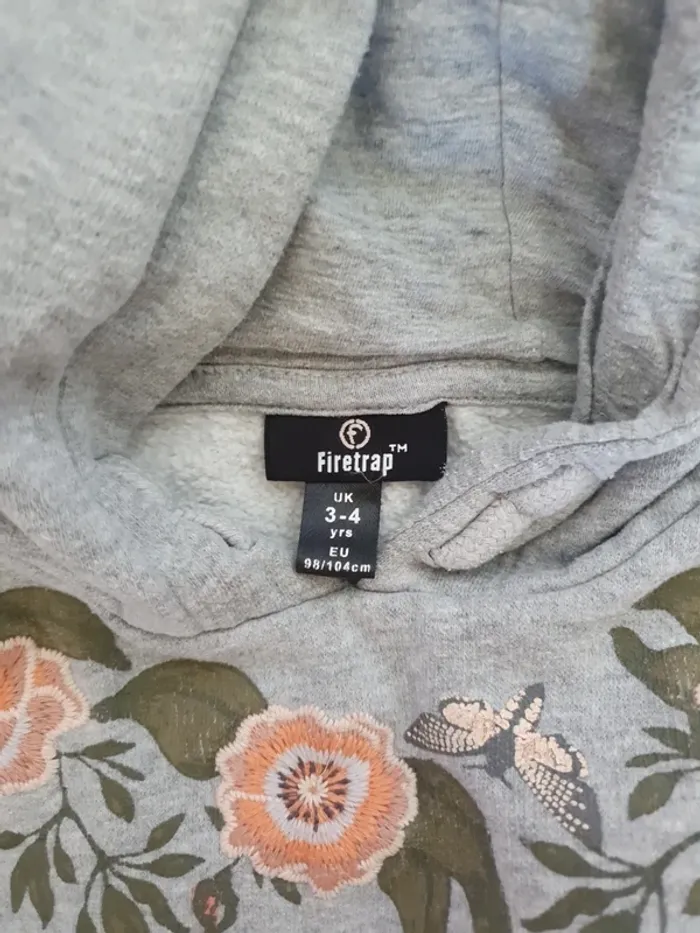 Firetrap™
UK
3-4
yrs
EU
98/104cm